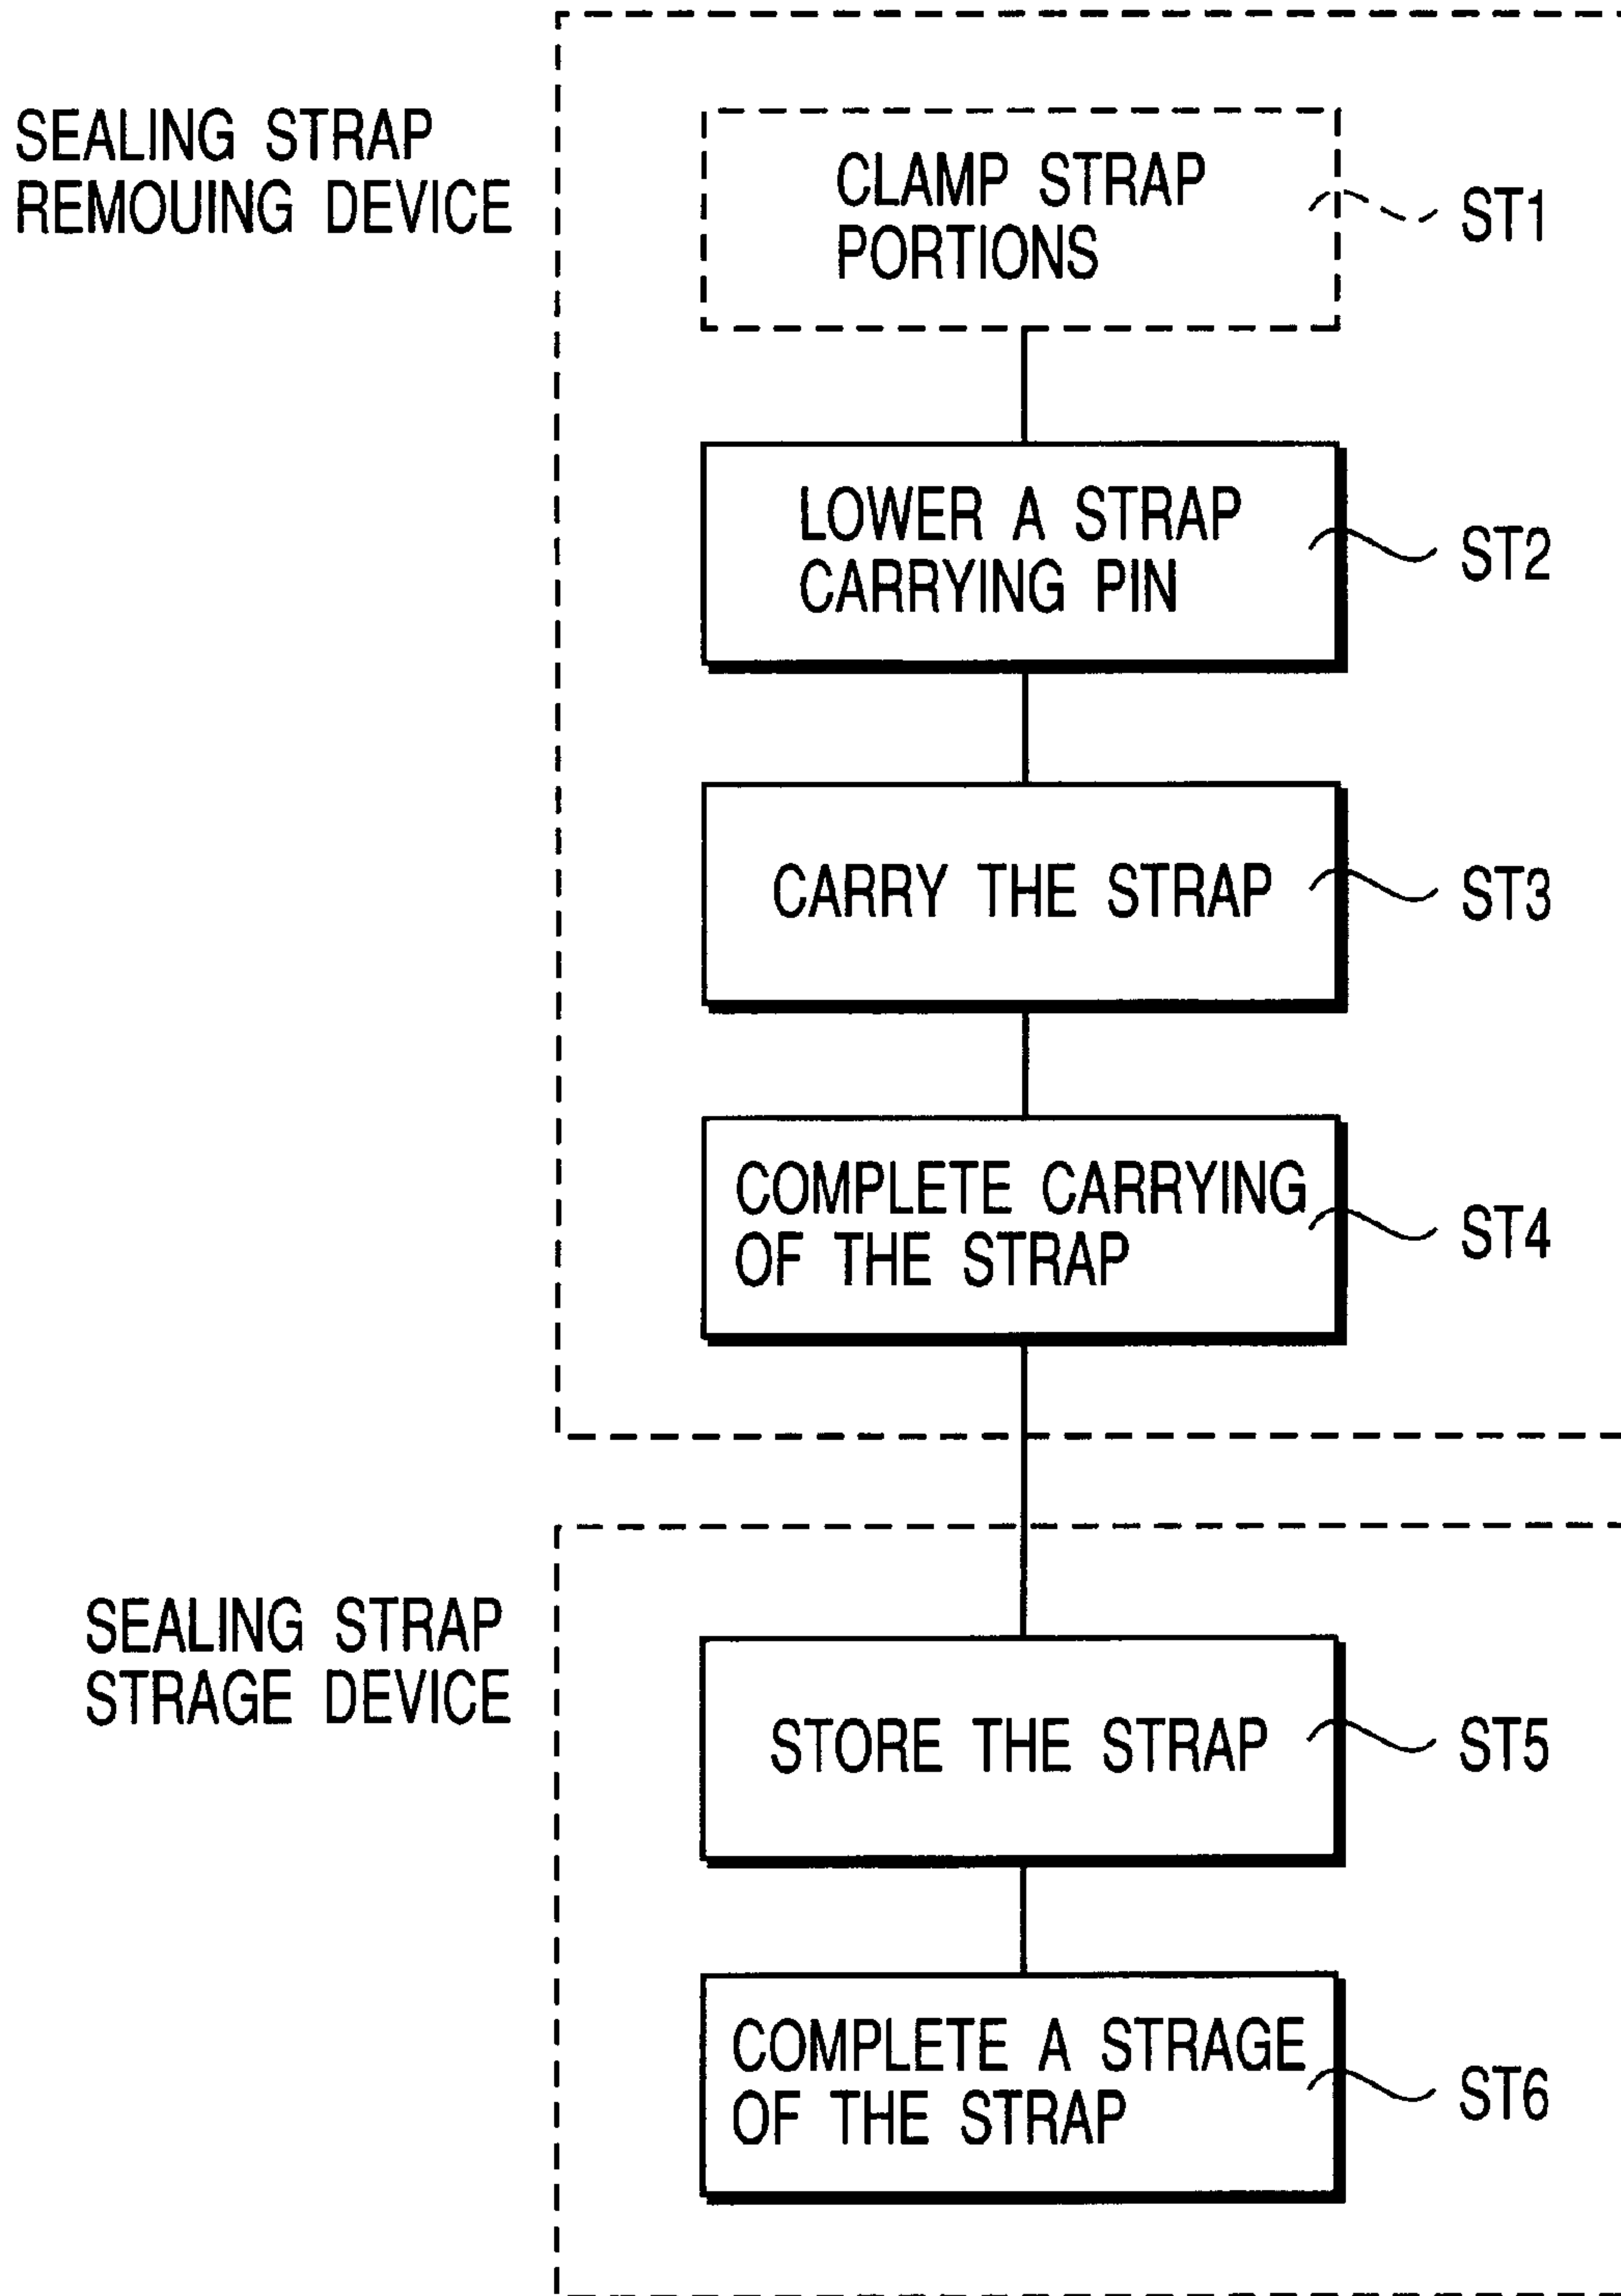 SEALING STRAP
REMOUING DEVICE
CLAMP STRAP
PORTIONS
ST1
LOWER A STRAP
CARRYING PIN
ST2
CARRY THE STRAP
ST3
COMPLETE CARRYING
OF THE STRAP
ST4
SEALING STRAP
STRAGE DEVICE
STORE THE STRAP
ST5
COMPLETE A STRAGE
OF THE STRAP
ST6